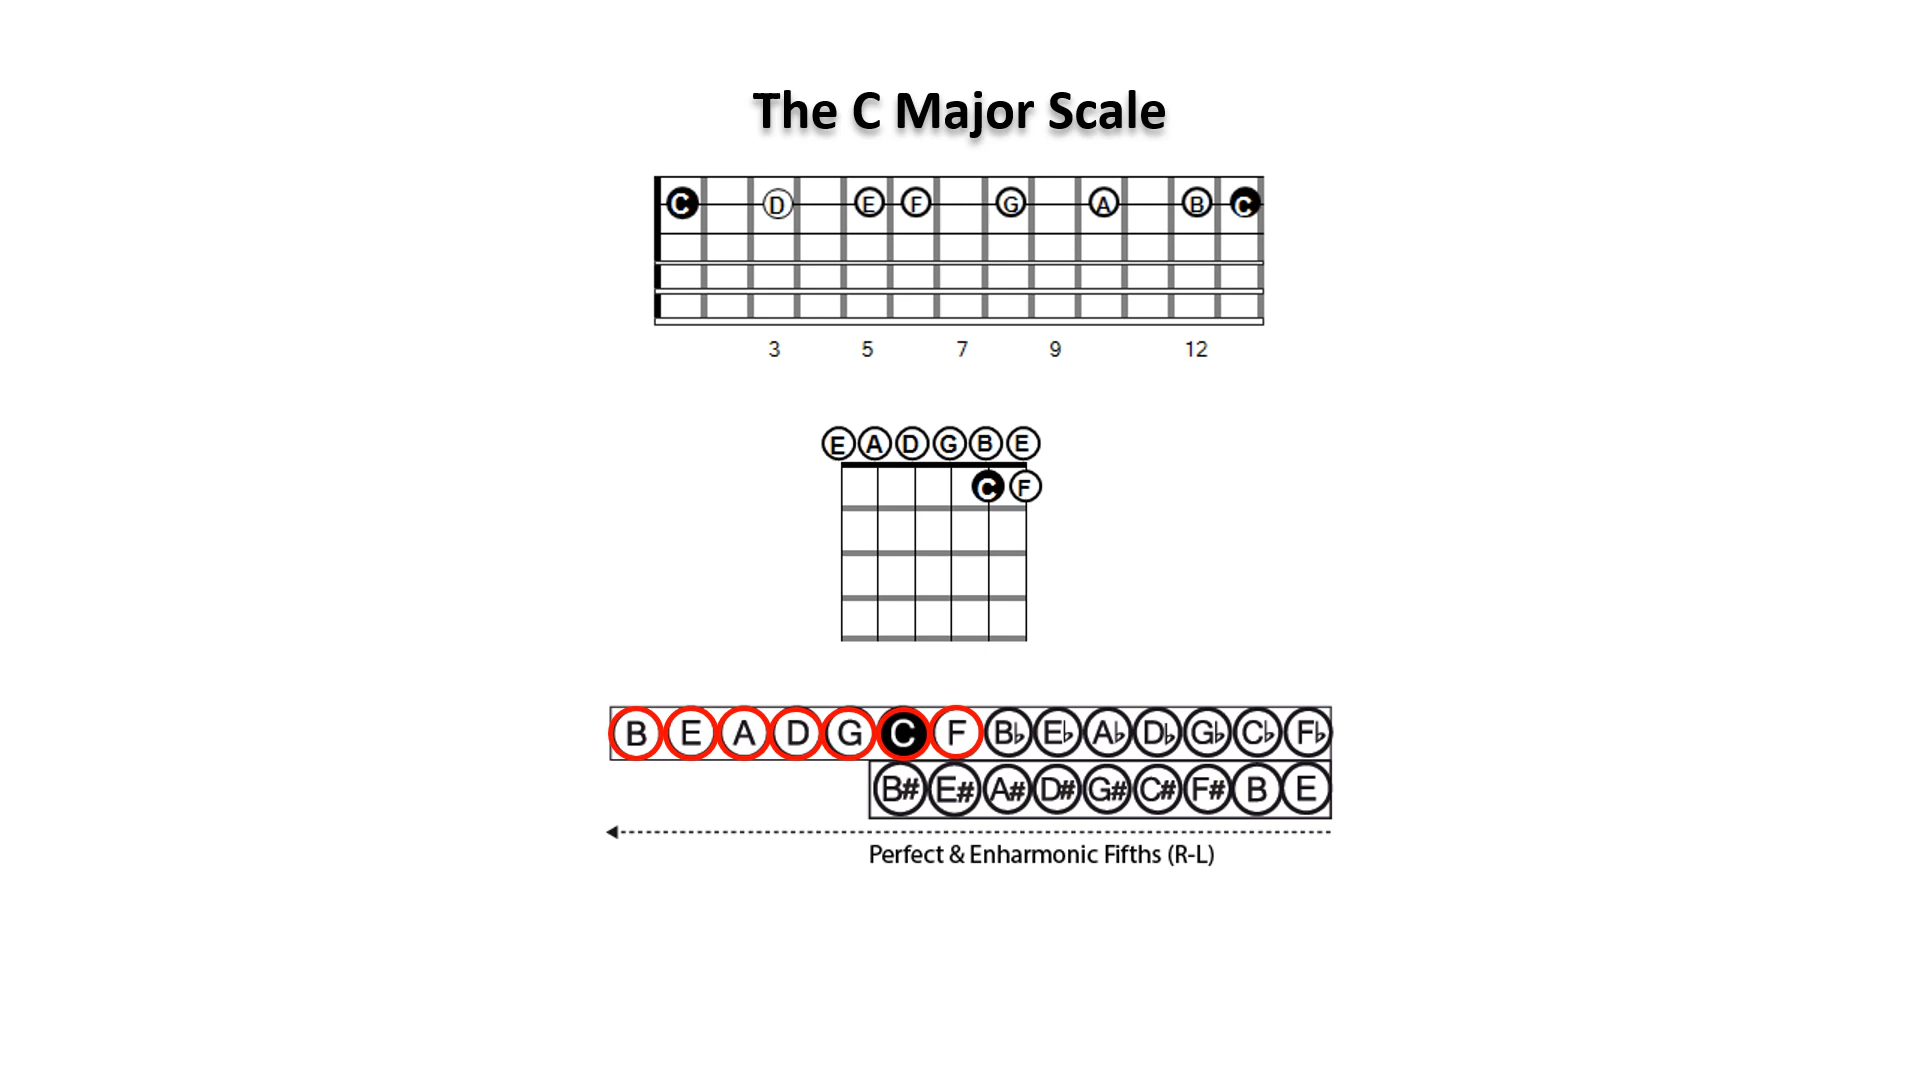 The C Major Scale
C D E F G A B C
3 5 7 9 12
E A D G B E
C F
B E A D G C F B♭ E♭ A♭ D♭ G♭ C♭ F♭
B# E# A# D# G# C# F# B E
Perfect & Enharmonic Fifths (R-L)